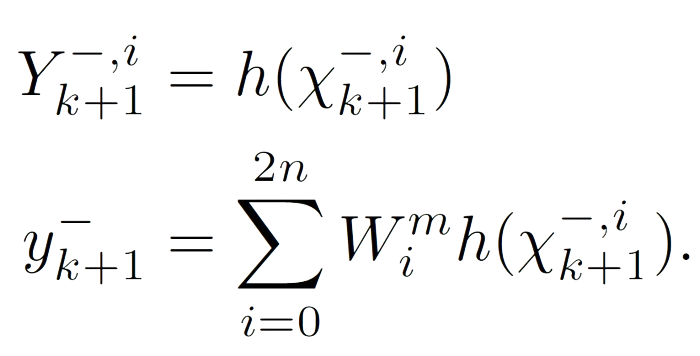 $Y_{k+1}^{-,i} = h(\chi_{k+1}^{-,i})$
$y_{k+1}^{-} = \sum_{i=0}^{2n} W_i^m h(\chi_{k+1}^{-,i}).$